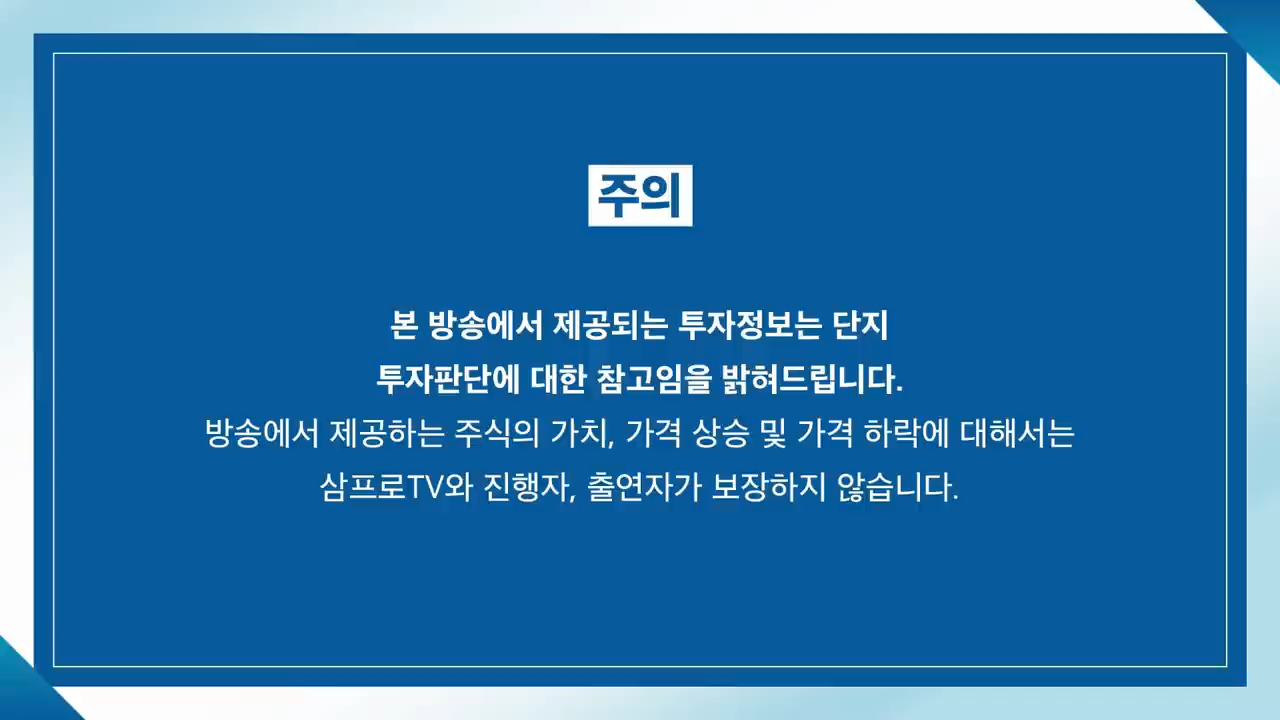 주의
본 방송에서 제공되는 투자정보는 단지
투자판단에 대한 참고임을 밝혀드립니다.
방송에서 제공하는 주식의 가치, 가격 상승 및 가격 하락에 대해서는
삼프로TV와 진행자, 출연자가 보장하지 않습니다.